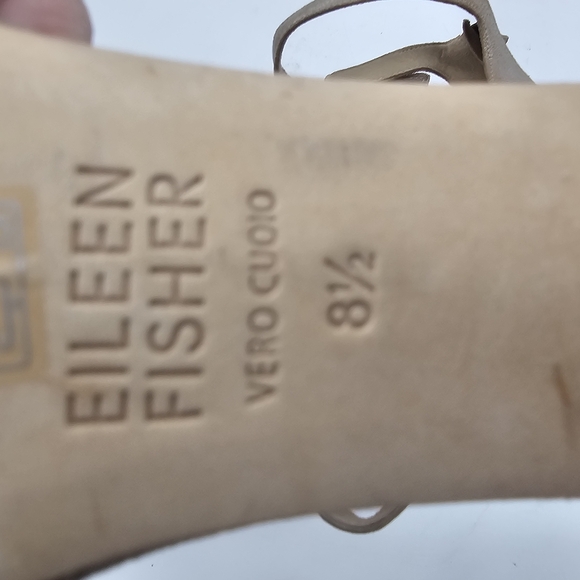 EILEEN
FISHER
VERO CUOIO
8½